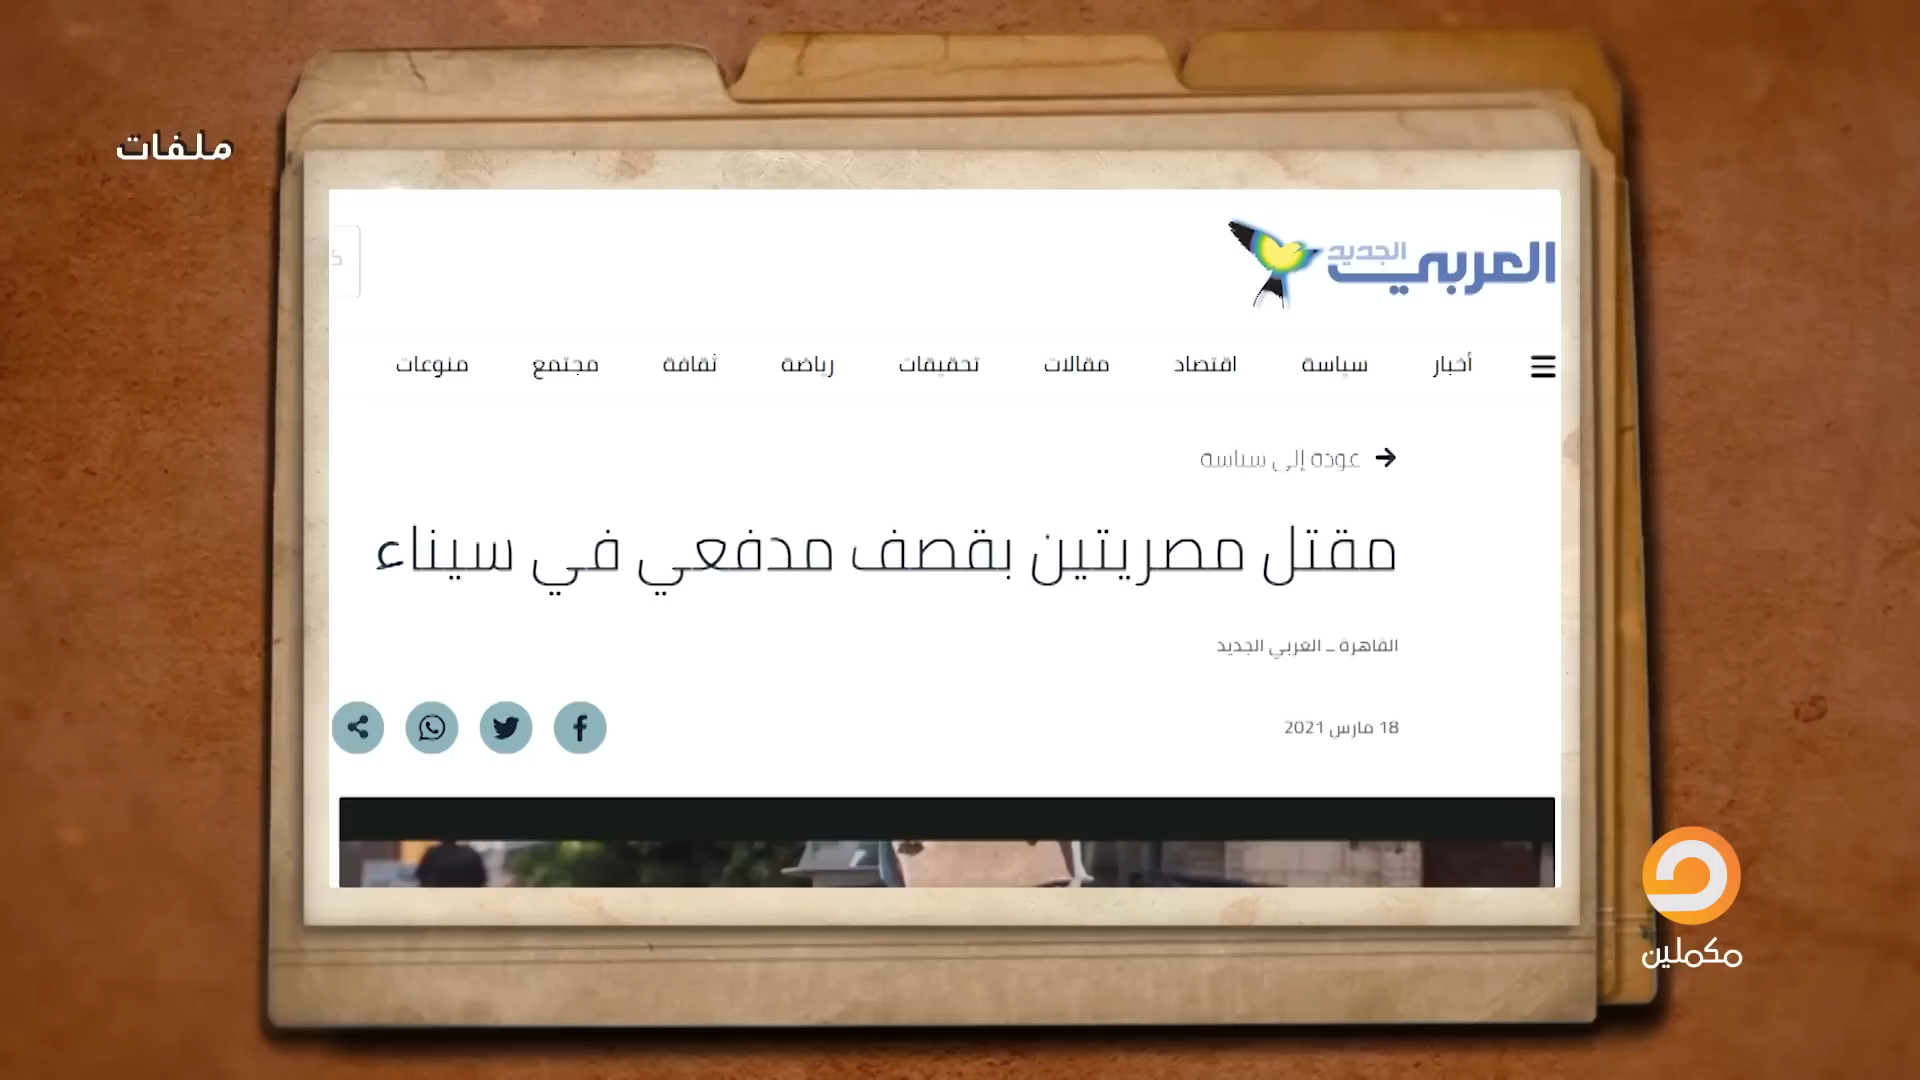 ملفات
العربي الجديد
أخبار سياسة اقتصاد مقالات تحقيقات رياضة ثقافة مجتمع منوعات
عودة إلى سياسة
مقتل مصريتين بقصف مدفعي في سيناء
القاهرة ــ العربي الجديد
18 مارس 2021
مكملين